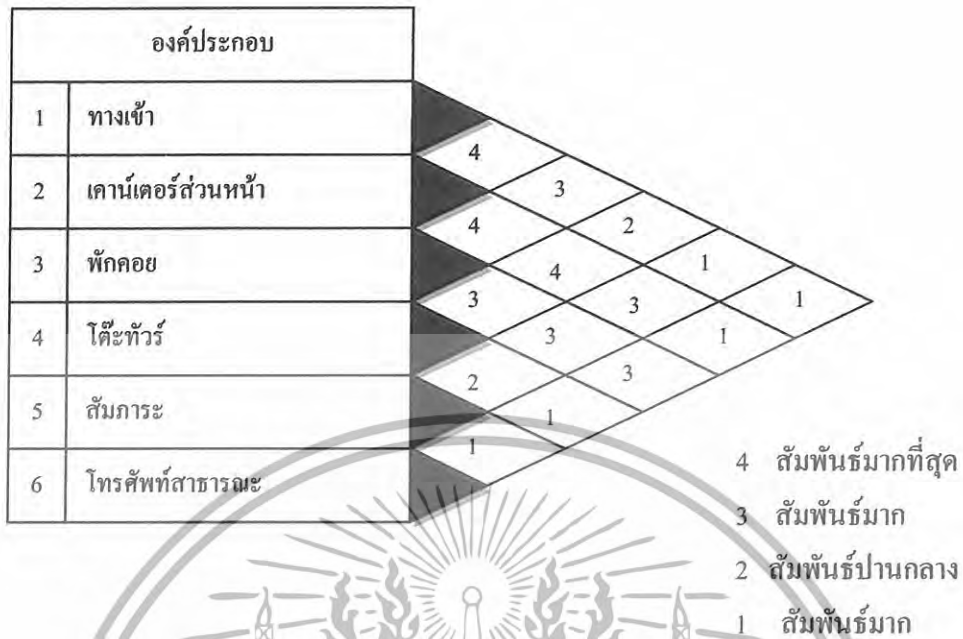 องค์ประกอบ
1 ทางเข้า
2 เคาน์เตอร์ส่วนหน้า
3 พักคอย
4 โต๊ะทัวร์
5 สัมภาระ
6 โทรศัพท์สาธารณะ
4
3
4
2
4
1
3
3
1
3
1
2
3
1
1
4 สัมพันธ์มากที่สุด
3 สัมพันธ์มาก
2 สัมพันธ์ปานกลาง
1 สัมพันธ์มาก